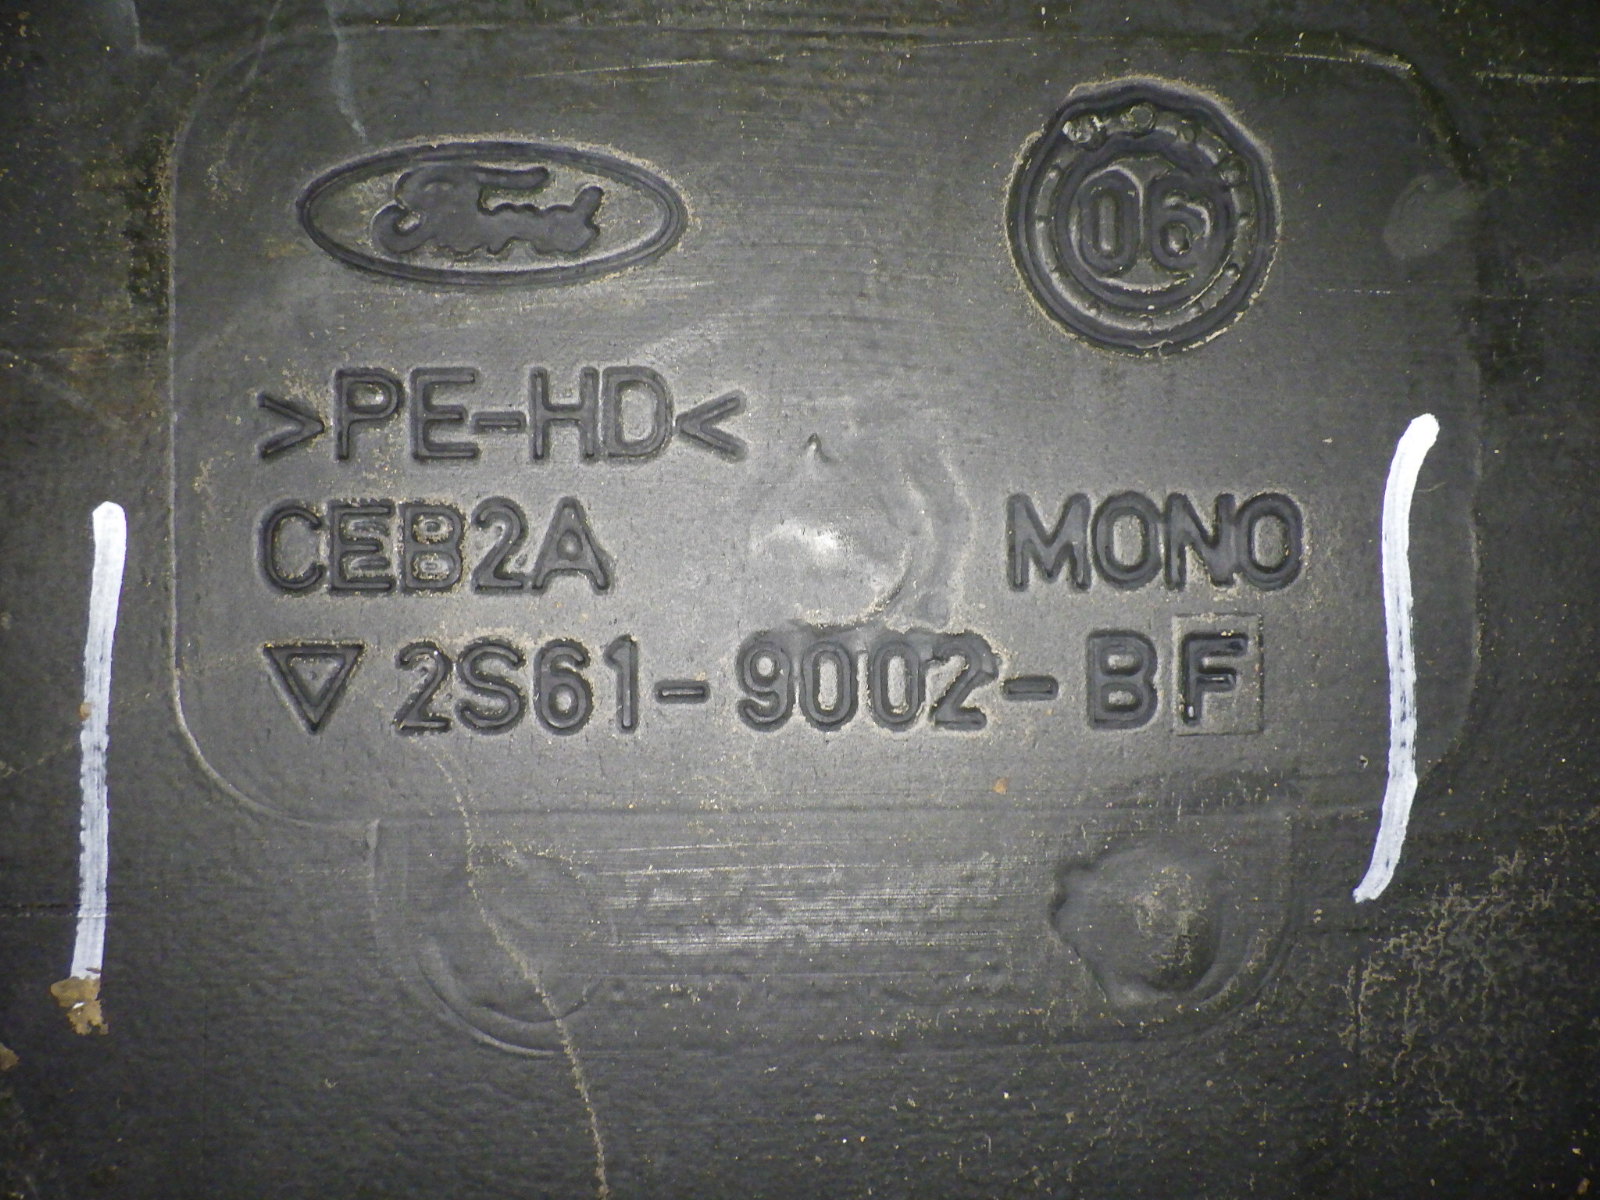 Ford
06
>PE-HD<
CEB2A MONO
2S61-9002-BF